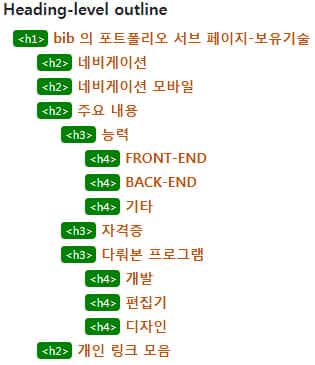 Heading-level outline
<h1> bib 의 포트폴리오 서브 페이지-보유기술
<h2> 네비게이션
<h2> 네비게이션 모바일
<h2> 주요 내용
<h3> 능력
<h4> FRONT-END
<h4> BACK-END
<h4> 기타
<h3> 자격증
<h3> 다뤄본 프로그램
<h4> 개발
<h4> 편집기
<h4> 디자인
<h2> 개인 링크 모음